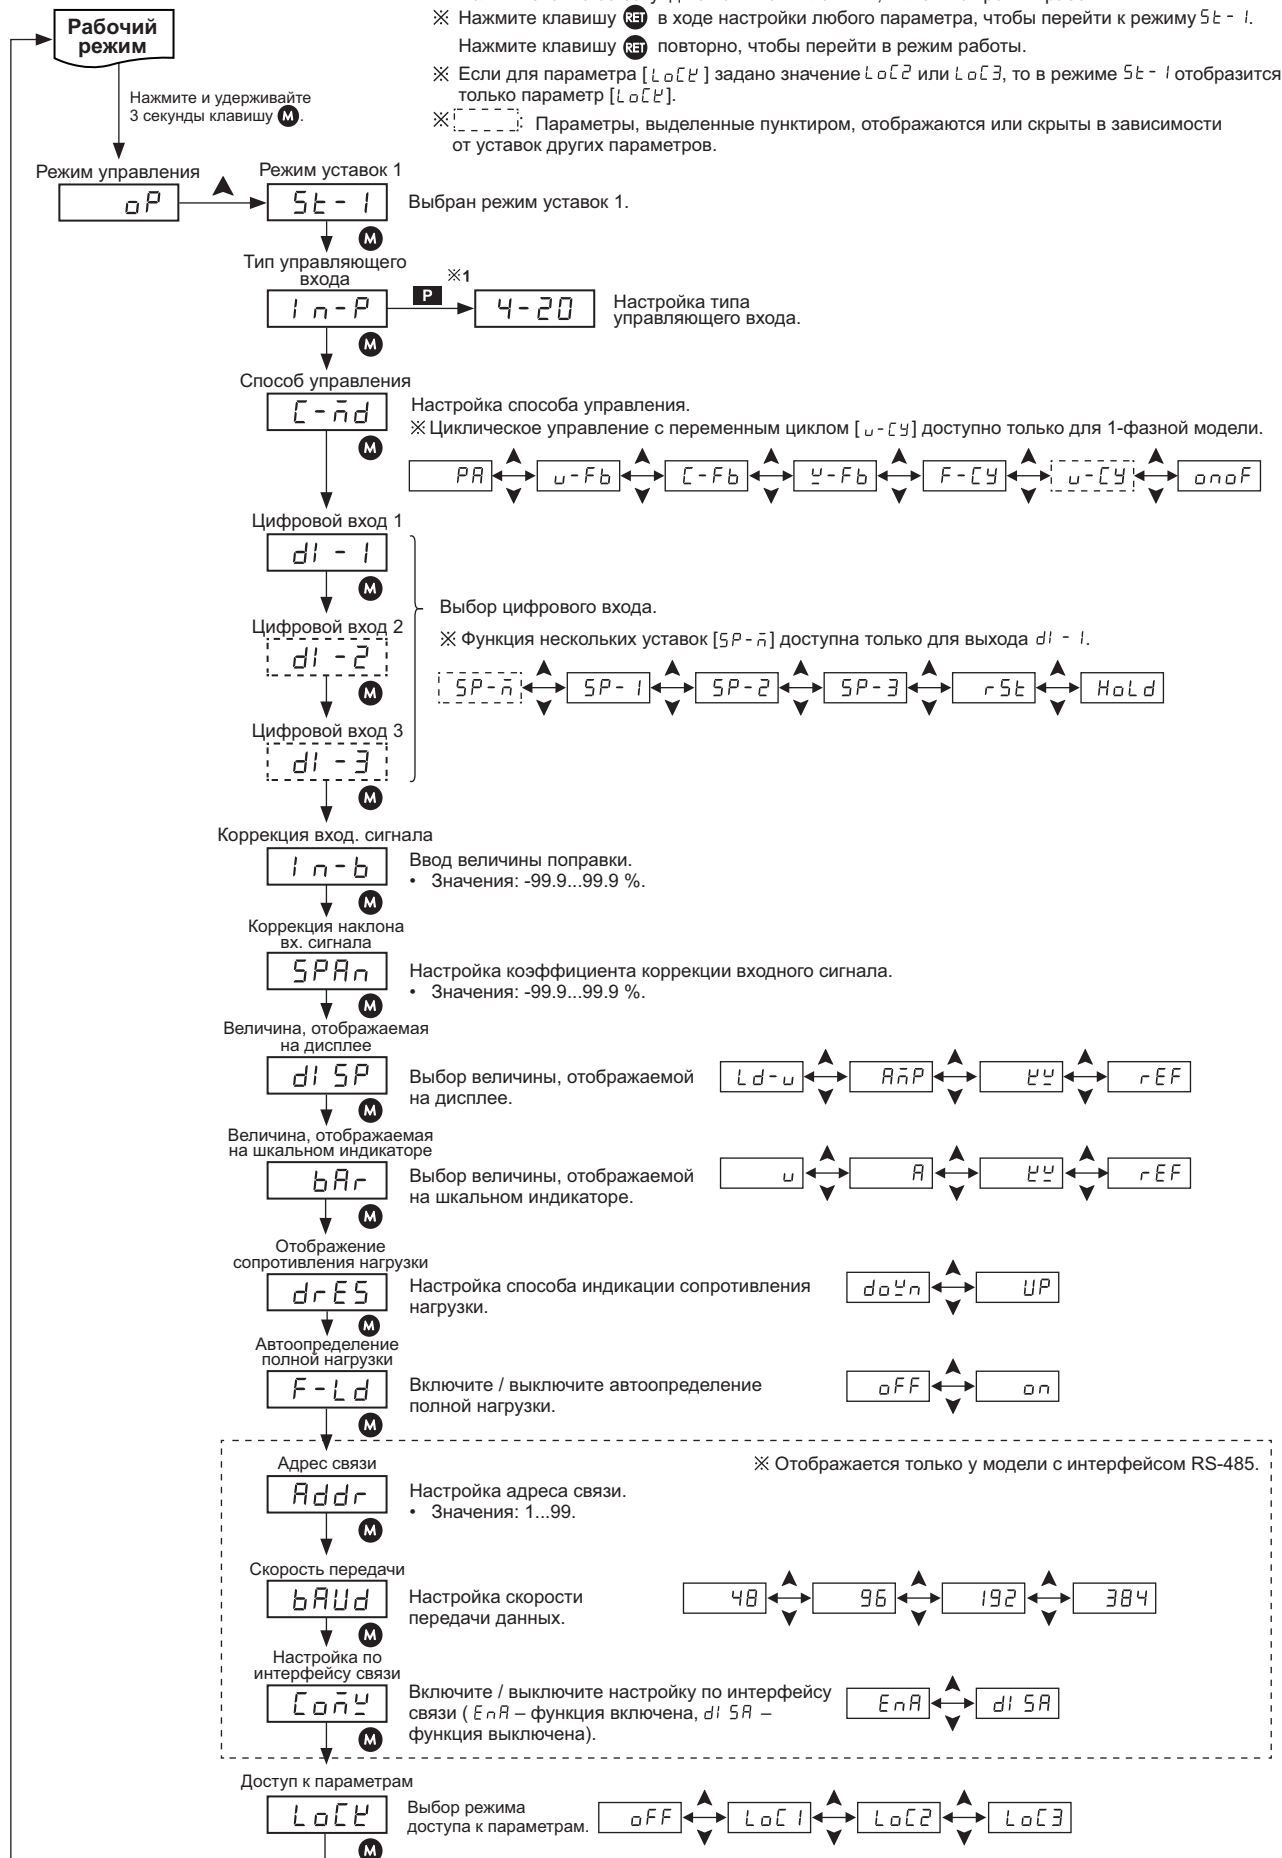 ※ Нажмите клавишу RET в ходе настройки любого параметра, чтобы перейти к режиму St-1.
Нажмите клавишу RET повторно, чтобы перейти в режим работы.
※ Если для параметра [LoCK] задано значение LoC2 или LoC3, то в режиме St-1 отобразится
только параметр [LoCK].
※ : Параметры, выделенные пунктиром, отображаются или скрыты в зависимости
от уставок других параметров.
Рабочий
режим
Нажмите и удерживайте
3 секунды клавишу M.
Режим управления
oP
Режим уставок 1
St-1
Выбран режим уставок 1.
M
Тип управляющего
входа
In-P
P
※1
4-20
Настройка типа
управляющего входа.
M
Способ управления
C-md
Настройка способа управления.
※ Циклическое управление с переменным циклом [u-CY] доступно только для 1-фазной модели.
M
PA u-Fb C-Fb W-Fb F-CY u-CY onoF
Цифровой вход 1
dI-1
M
Цифровой вход 2
dI-2
M
Цифровой вход 3
dI-3
M
Выбор цифрового входа.
※ Функция нескольких уставок [SP-m] доступна только для выхода dI-1.
SP-m SP-1 SP-2 SP-3 rSt HoLd
Коррекция вход. сигнала
In-b
Ввод величины поправки.
• Значения: -99.9...99.9 %.
M
Коррекция наклона
вх. сигнала
SPAn
Настройка коэффициента коррекции входного сигнала.
• Значения: -99.9...99.9 %.
M
Величина, отображаемая
на дисплее
dISP
Выбор величины, отображаемой
на дисплее.
Ld-u AmP KW rEF
M
Величина, отображаемая
на шкальном индикаторе
bAr
Выбор величины, отображаемой
на шкальном индикаторе.
u A KW rEF
M
Отображение
сопротивления нагрузки
drES
Настройка способа индикации сопротивления
нагрузки.
doWn UP
M
Автоопределение
полной нагрузки
F-Ld
Включите / выключите автоопределение
полной нагрузки.
oFF on
M
※ Отображается только у модели с интерфейсом RS-485.
Адрес связи
Addr
Настройка адреса связи.
• Значения: 1...99.
M
Скорость передачи
bAUd
Настройка скорости
передачи данных.
48 96 192 384
M
Настройка по
интерфейсу связи
ComW
Включите / выключите настройку по интерфейсу
связи ( EnA – функция включена, dISA –
функция выключена).
EnA dISA
M
Доступ к параметрам
LoCK
Выбор режима
доступа к параметрам.
oFF LoC1 LoC2 LoC3
M